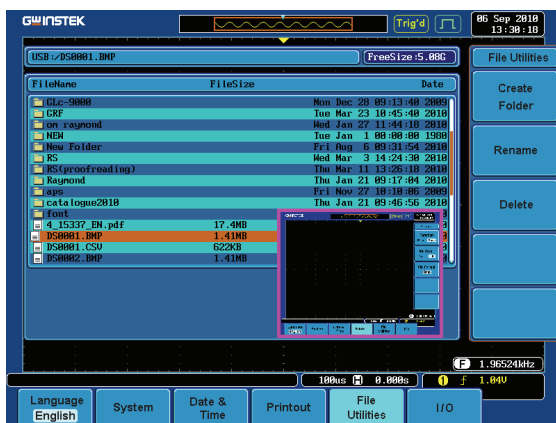 GWINSTEK
Trig'd
06 Sep 2010
13:30:18
USB:/DS0001.BMP
FreeSize:5.08G
File Utilities
FileName FileSize Date
GLc-9000 Mon Dec 28 09:13:40 2009
GRF Tue Mar 23 10:45:40 2010
on raymond Wed Jan 27 11:44:18 2010
NEW Tue Jan 1 00:00:00 1980
New Folder Fri Aug 6 09:31:54 2010
RS Wed Mar 3 14:24:30 2010
RS(proofreading) Thu Mar 11 13:26:18 2010
Raymond Thu Jan 21 09:17:04 2010
aps Fri Nov 27 10:10:06 2009
catalogue2010 Thu Jan 21 09:46:56 2010
font
4_15337_EN.pdf 17.4MB
DS0001.BMP 1.41MB
DS0001.CSV 622KB
DS0002.BMP 1.41MB
Create
Folder
Rename
Delete
F 1.96524kHz
100us H 0.000s
1 1.04V
Language
English
System
Date &
Time
Printout
File
Utilities
I/O